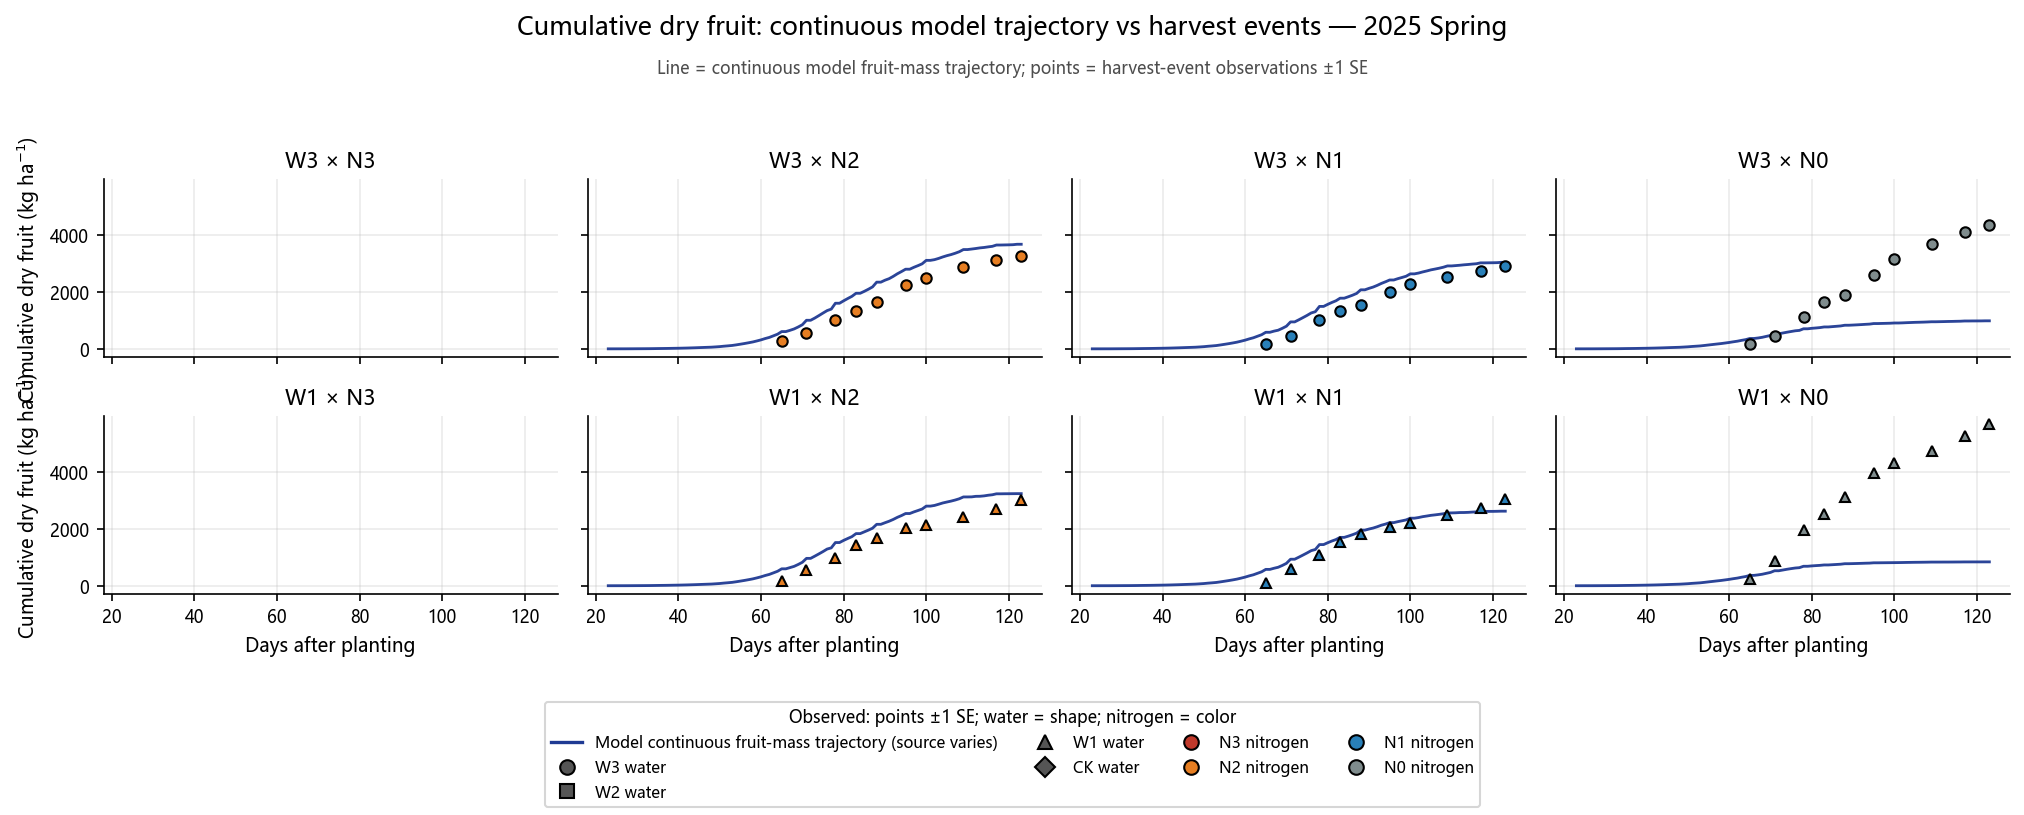 Cumulative dry fruit: continuous model trajectory vs harvest events — 2025 Spring
Line = continuous model fruit-mass trajectory; points = harvest-event observations ±1 SE
Cumulative dry fruit (kg ha⁻¹)
W3 × N3
W3 × N2
W3 × N1
W3 × N0
4000
2000
0
Cumulative dry fruit (kg ha⁻¹)
W1 × N3
W1 × N2
W1 × N1
W1 × N0
4000
2000
0
20 40 60 80 100 120
20 40 60 80 100 120
20 40 60 80 100 120
20 40 60 80 100 120
Days after planting
Days after planting
Days after planting
Days after planting
Observed: points ±1 SE; water = shape; nitrogen = color
Model continuous fruit-mass trajectory (source varies)
W3 water
W2 water
W1 water
CK water
N3 nitrogen
N2 nitrogen
N1 nitrogen
N0 nitrogen